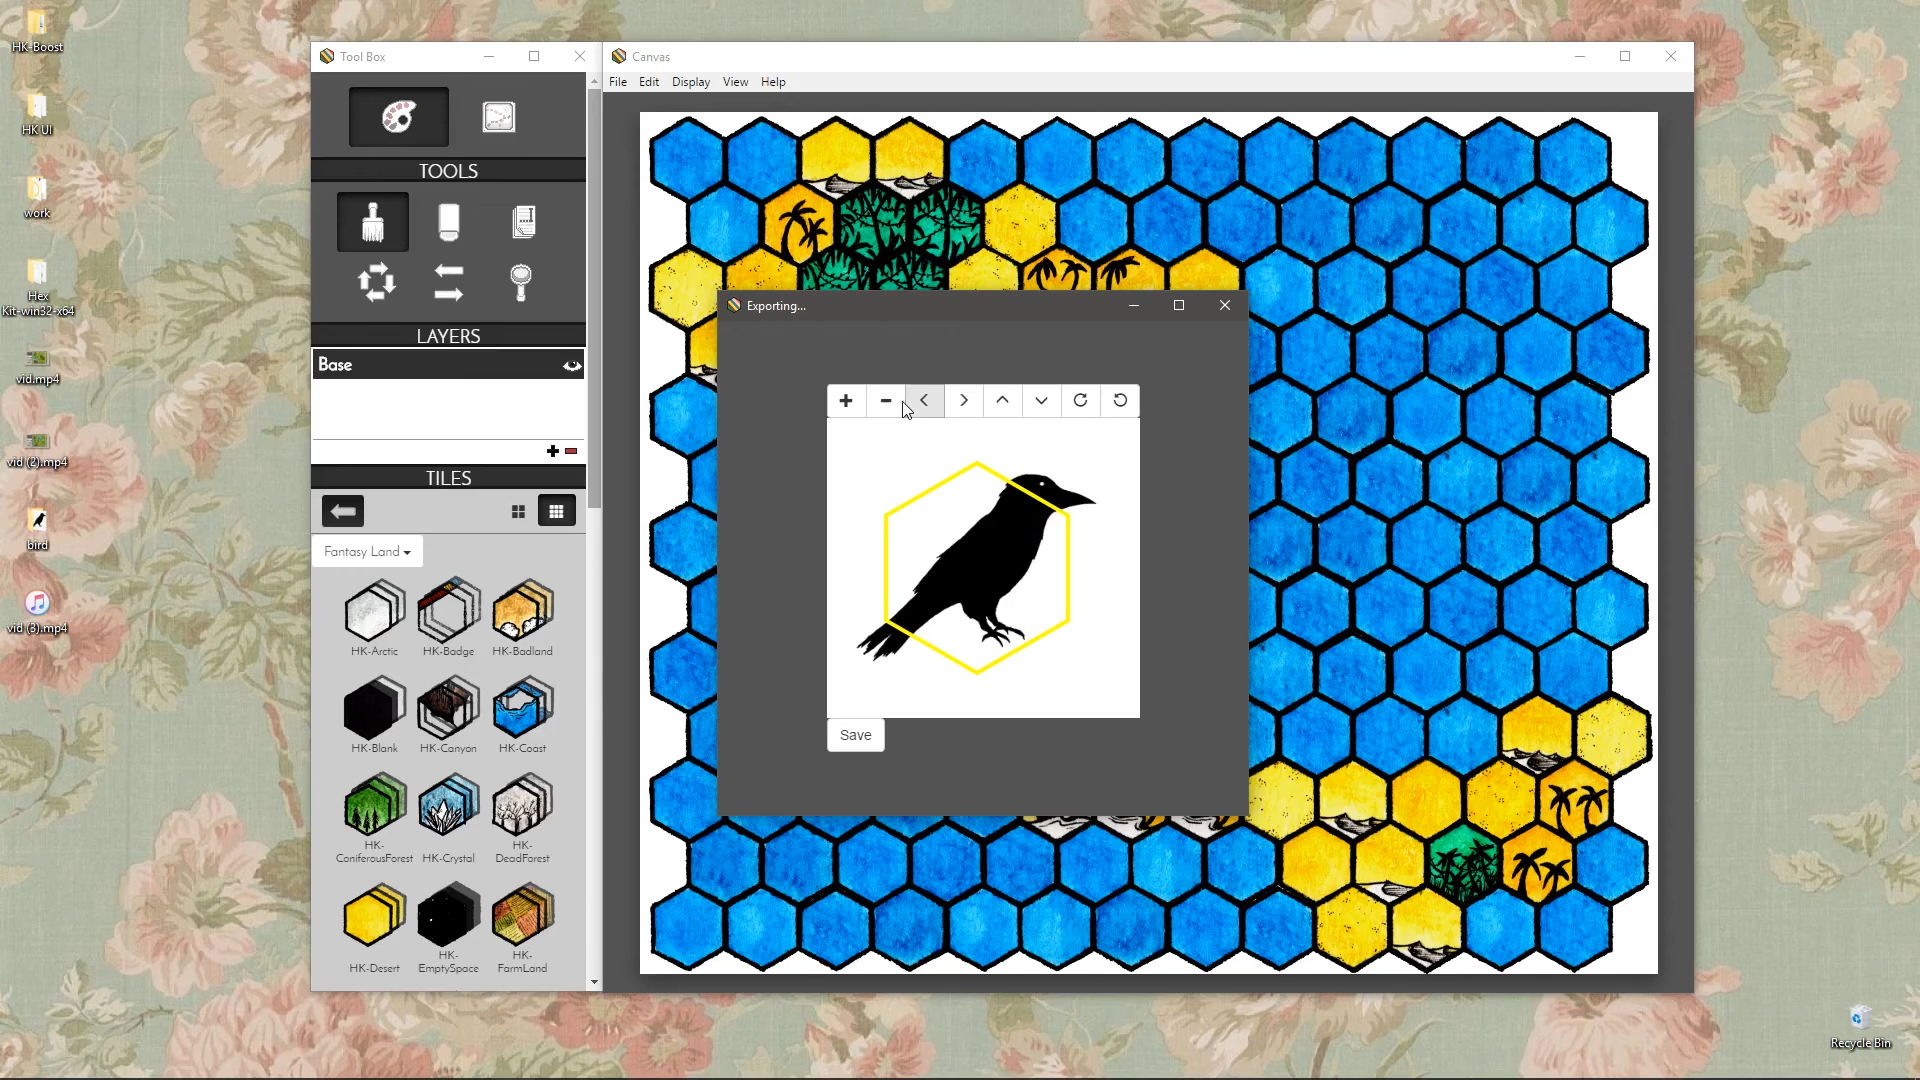 HK-Boost
HK UI
work
Hex
Kit-win32-x64
vid.mp4
vid (2).mp4
bird
vid (3).mp4
Tool Box
TOOLS
LAYERS
Base
TILES
Fantasy Land
HK-Arctic
HK-Badge
HK-Badland
HK-Blank
HK-Canyon
HK-Coast
HK-
ConiferousForest
HK-Crystal
HK-
DeadForest
HK-Desert
HK-
EmptySpace
HK-
FarmLand
Canvas
File Edit Display View Help
Exporting...
Save
Recycle Bin